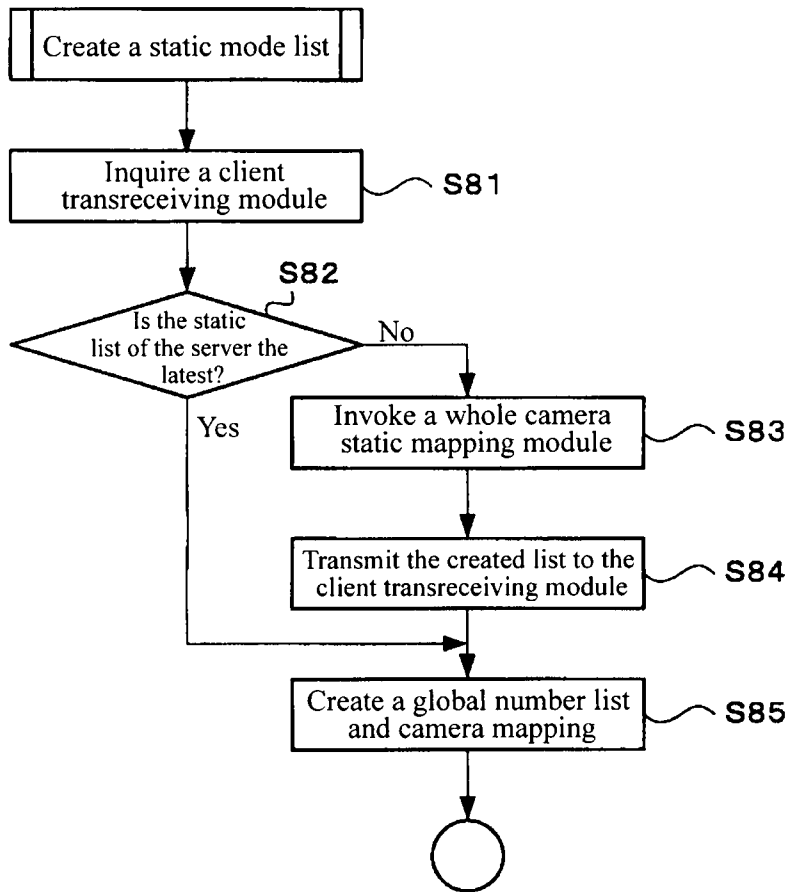 Create a static mode list
Inquire a client
transreceiving module
S81
S82
Is the static
list of the server the
latest?
No
Yes
Invoke a whole camera
static mapping module
S83
Transmit the created list to the
client transreceiving module
S84
Create a global number list
and camera mapping
S85